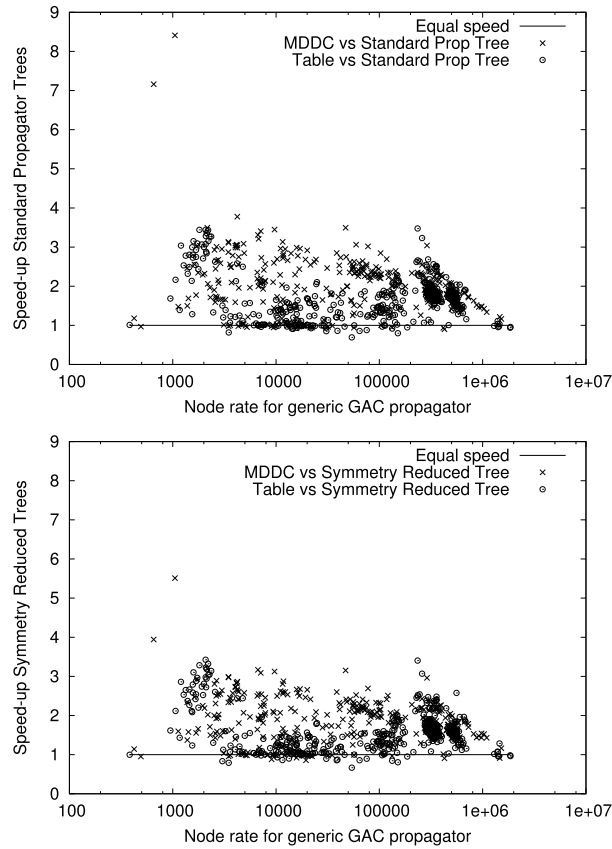 Equal speed
MDDC vs Standard Prop Tree
Table vs Standard Prop Tree
9
8
7
6
5
4
3
2
1
0
Speed-up Standard Propagator Trees
100 1000 10000 100000 1e+06 1e+07
Node rate for generic GAC propagator
Equal speed
MDDC vs Symmetry Reduced Tree
Table vs Symmetry Reduced Tree
9
8
7
6
5
4
3
2
1
0
Speed-up Symmetry Reduced Trees
100 1000 10000 100000 1e+06 1e+07
Node rate for generic GAC propagator